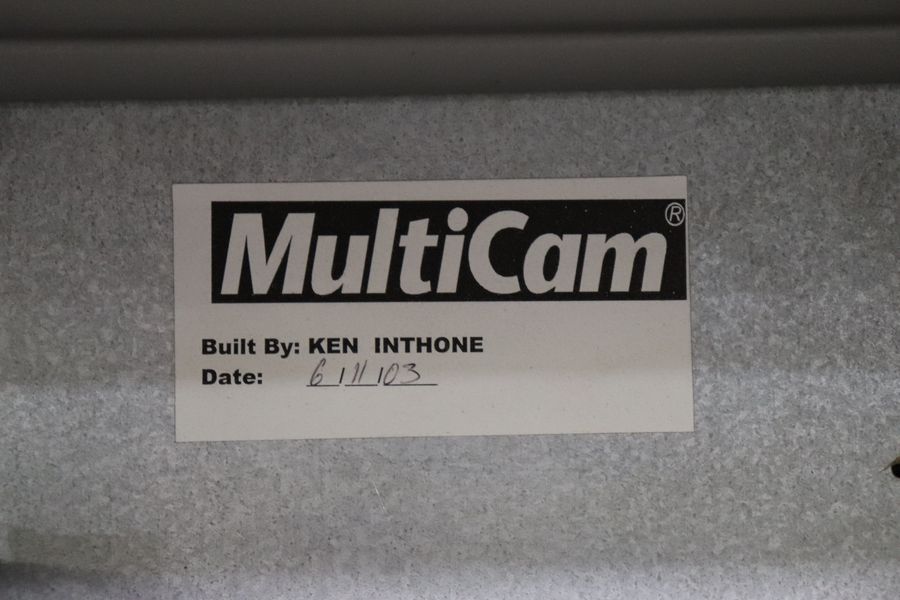 MultiCam®
Built By: KEN INTHONE
Date: 6/11/03